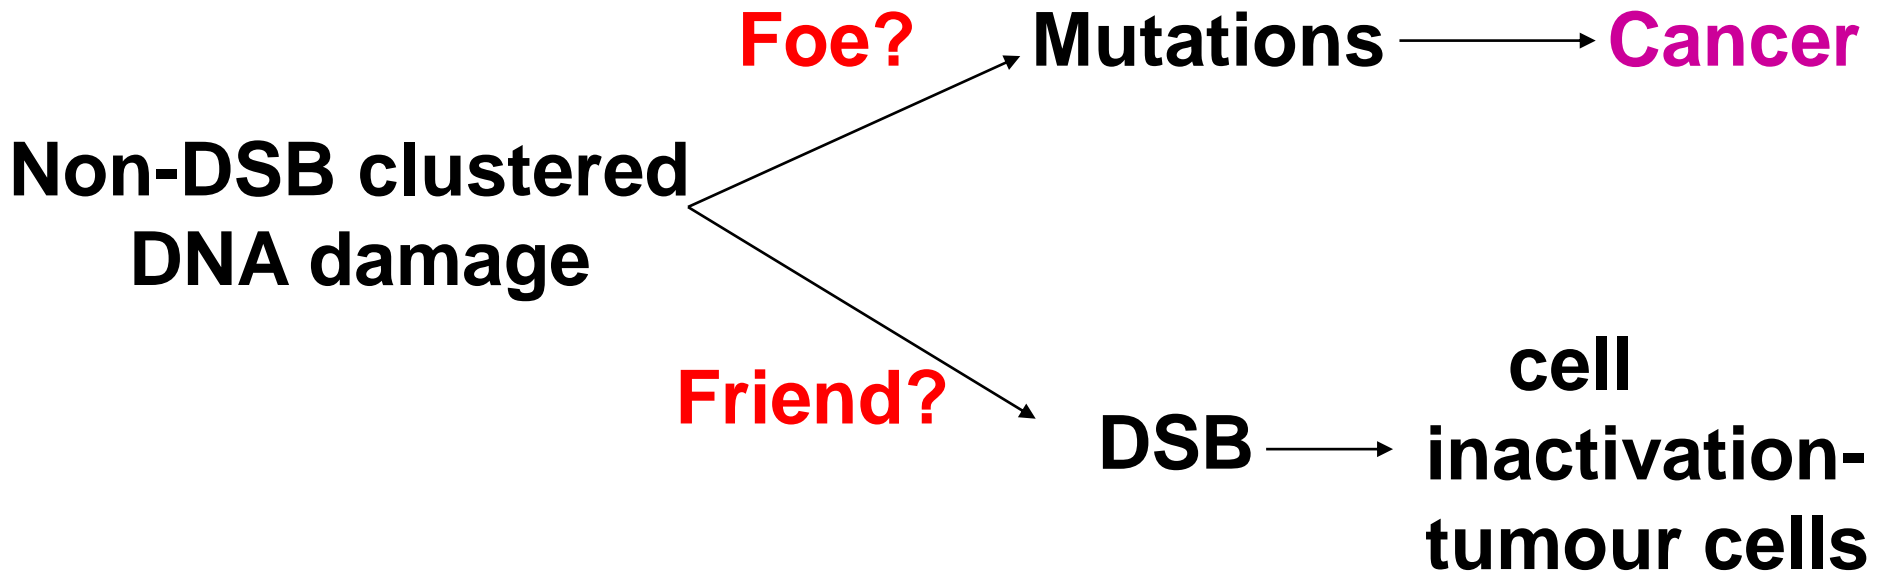 Foe?
Mutations
Cancer
Non-DSB clustered
DNA damage
Friend?
DSB
cell
inactivation-
tumour cells